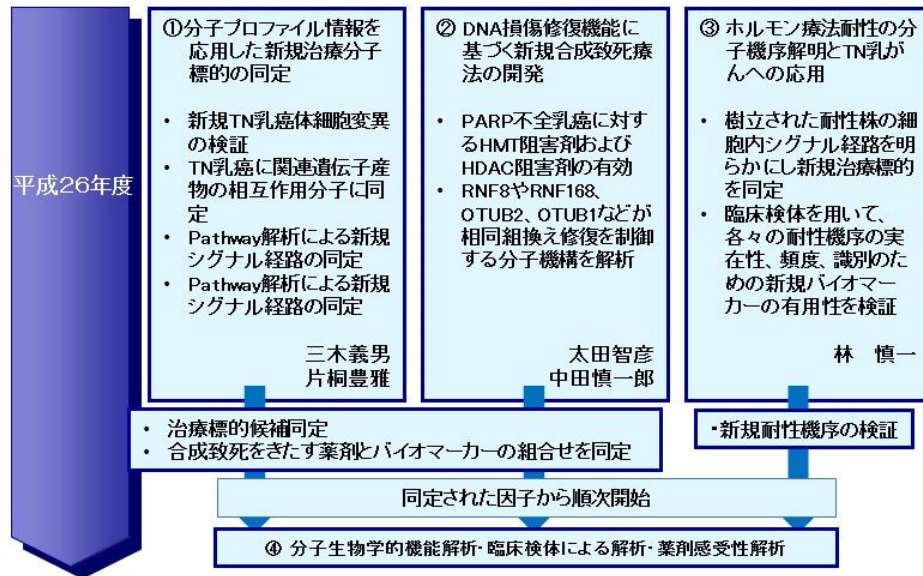 平成26年度
①分子プロファイル情報を
応用した新規治療分子
標的の同定
• 新規TN乳癌体細胞変異
の検証
• TN乳癌に関連遺伝子産
物の相互作用分子に同
定
• Pathway解析による新規
シグナル経路の同定
• Pathway解析による新規
シグナル経路の同定
三木義男
片桐豊雅
② DNA損傷修復機能に
基づく新規合成致死療
法の開発
• PARP不全乳癌に対す
るHMT阻害剤および
HDAC阻害剤の有効
• RNF8やRNF168、
OTUB2、OTUB1などが
相同組換え修復を制御
する分子機構を解析
太田智彦
中田慎一郎
③ ホルモン療法耐性の分
子機序解明とTN乳が
んへの応用
• 樹立された耐性株の細
胞内シグナル経路を明
らかにし新規治療標的
を同定
• 臨床検体を用いて、
各々の耐性機序の実
在性、頻度、識別のた
めの新規バイオマー
カーの有用性を検証
林 慎一
• 治療標的候補同定
• 合成致死をきたす薬剤とバイオマーカーの組合せを同定
・新規耐性機序の検証
同定された因子から順次開始
④ 分子生物学的機能解析・臨床検体による解析・薬剤感受性解析